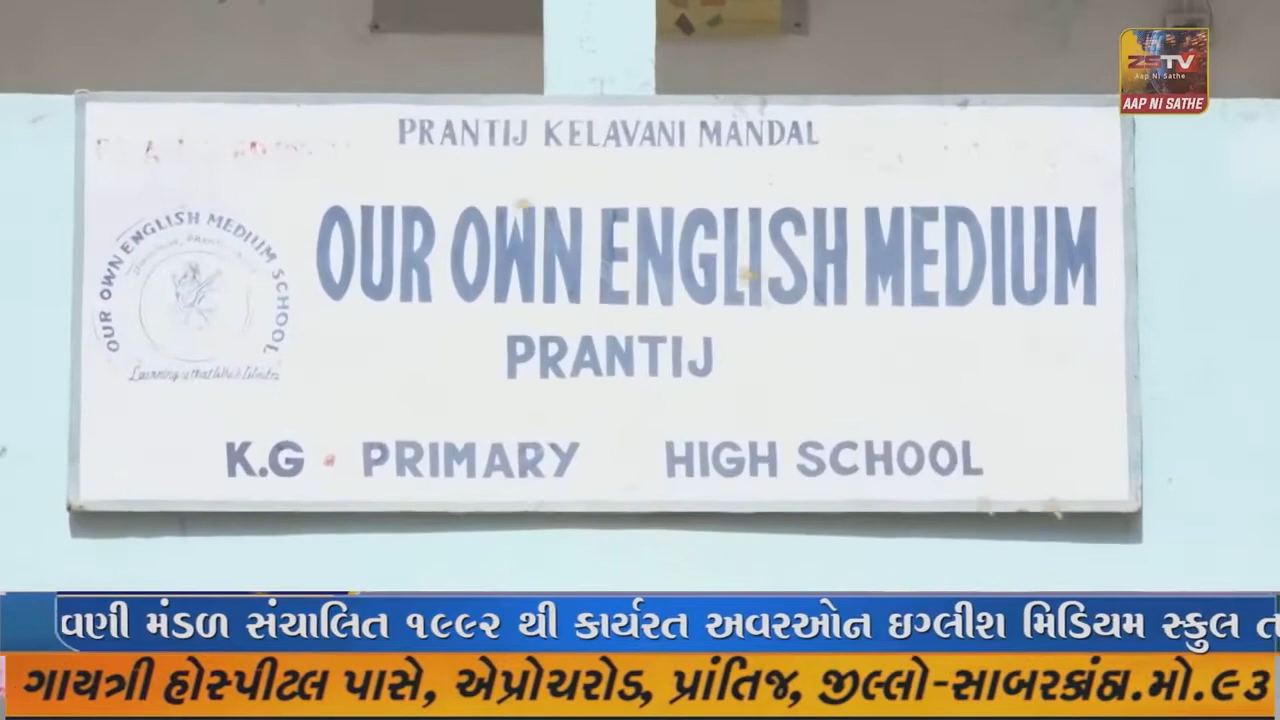 ZSTV
Aap Ni Sathe
AAP NI SATHE
PRANTIJ KELAVANI MANDAL
OUR OWN ENGLISH MEDIUM SCHOOL
OUR OWN ENGLISH MEDIUM
PRANTIJ
K.G PRIMARY HIGH SCHOOL
વણી મંડળ સંચાલિત ૧૯૯૨ થી કાર્યરત અવરઓન ઇગ્લીશ મિડિયમ સ્કુલ ત
ગાયત્રી હોસ્પીટલ પાસે, એપ્રોચરોડ, પ્રાંતિજ, જીલ્લો-સાબરકાંઠા.મો.૯૩